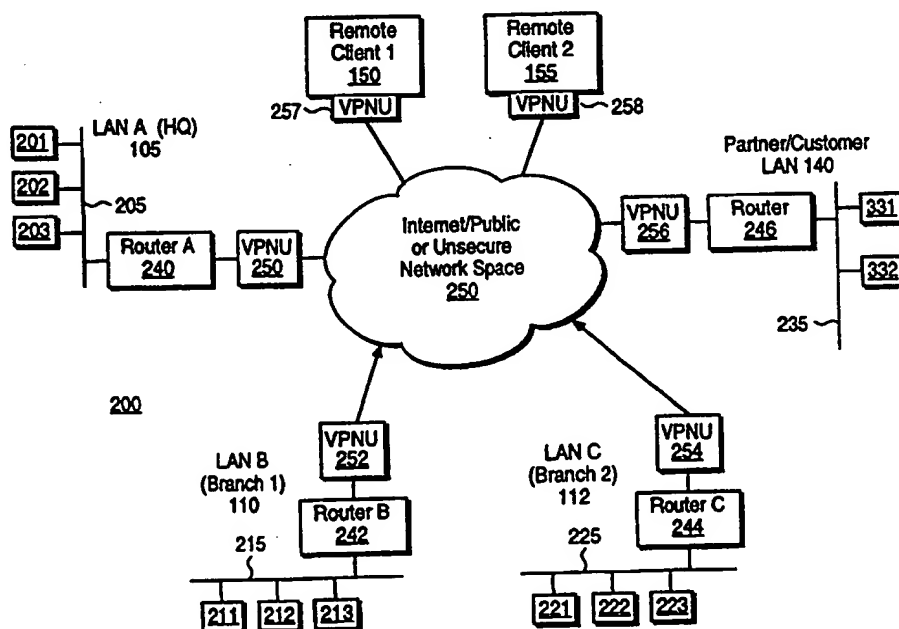 Remote
Client 1
150
VPNU
257
Remote
Client 2
155
VPNU
258
LAN A (HQ)
105
201
202
203
205
Router A
240
VPNU
250
Internet/Public
or Unsecure
Network Space
250
Partner/Customer
LAN 140
VPNU
256
Router
246
331
332
235
200
LAN B
(Branch 1)
110
VPNU
252
Router B
242
215
211
212
213
LAN C
(Branch 2)
112
VPNU
254
Router C
244
225
221
222
223